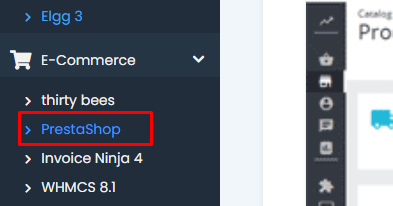 Elgg 3
E-Commerce
thirty bees
PrestaShop
Invoice Ninja 4
WHMCS 8.1
Catalog
Pro